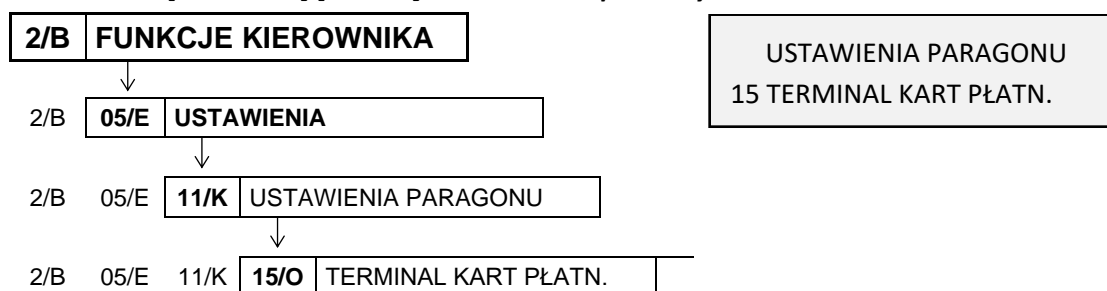 2/B FUNKCJE KIEROWNIKA
USTAWIENIA PARAGONU
15 TERMINAL KART PŁATN.
2/B 05/E USTAWIENIA
2/B 05/E 11/K USTAWIENIA PARAGONU
2/B 05/E 11/K 15/O TERMINAL KART PŁATN.